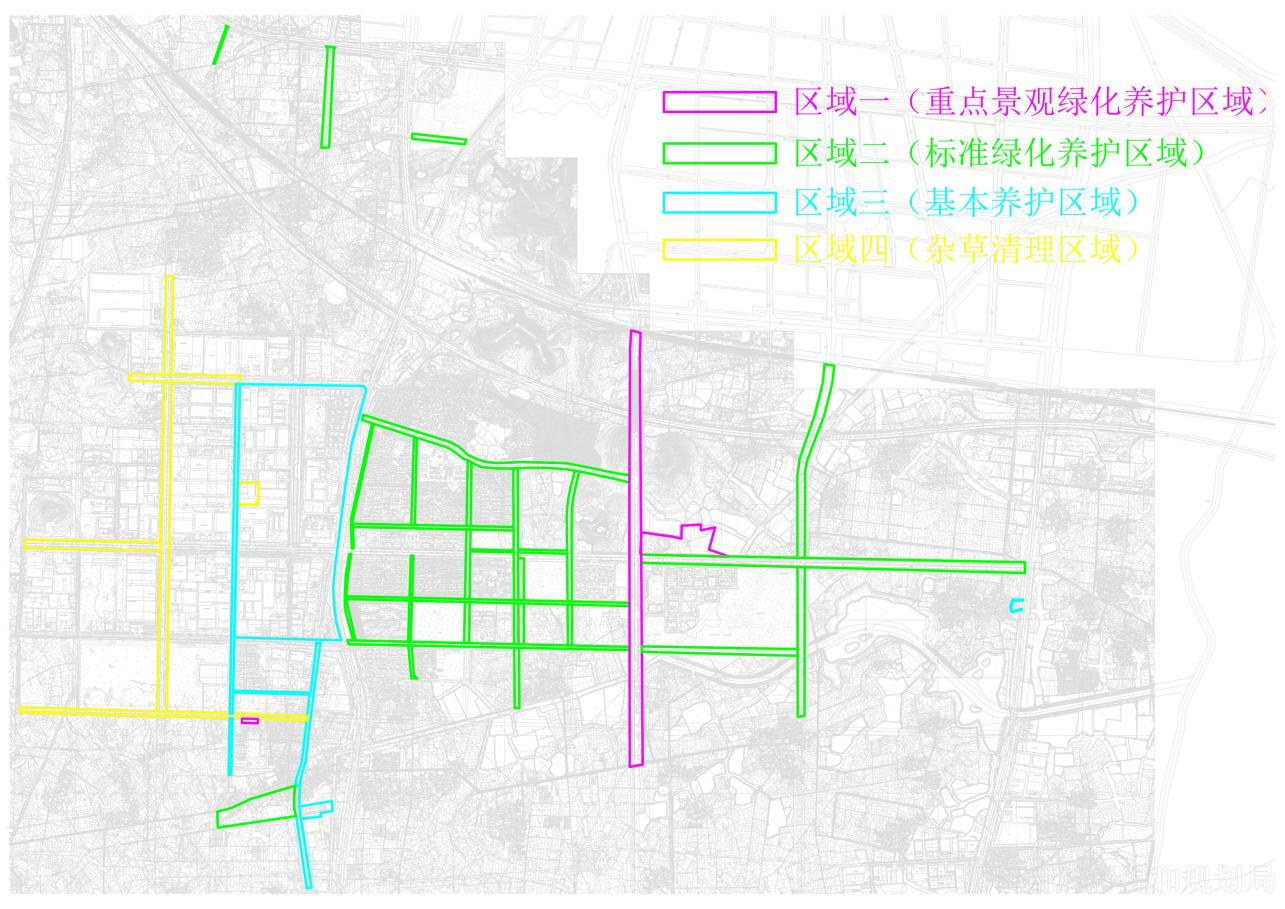 区域一（重点景观绿化养护区域）
区域二（标准绿化养护区域）
区域三（基本养护区域）
区域四（杂草清理区域）
和规划局